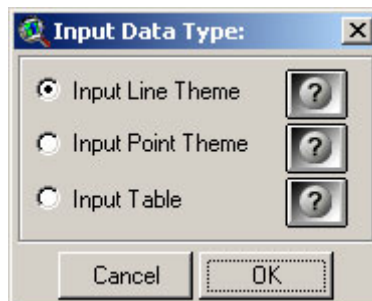 Input Data Type:
Input Line Theme
?
Input Point Theme
?
Input Table
?
Cancel
OK